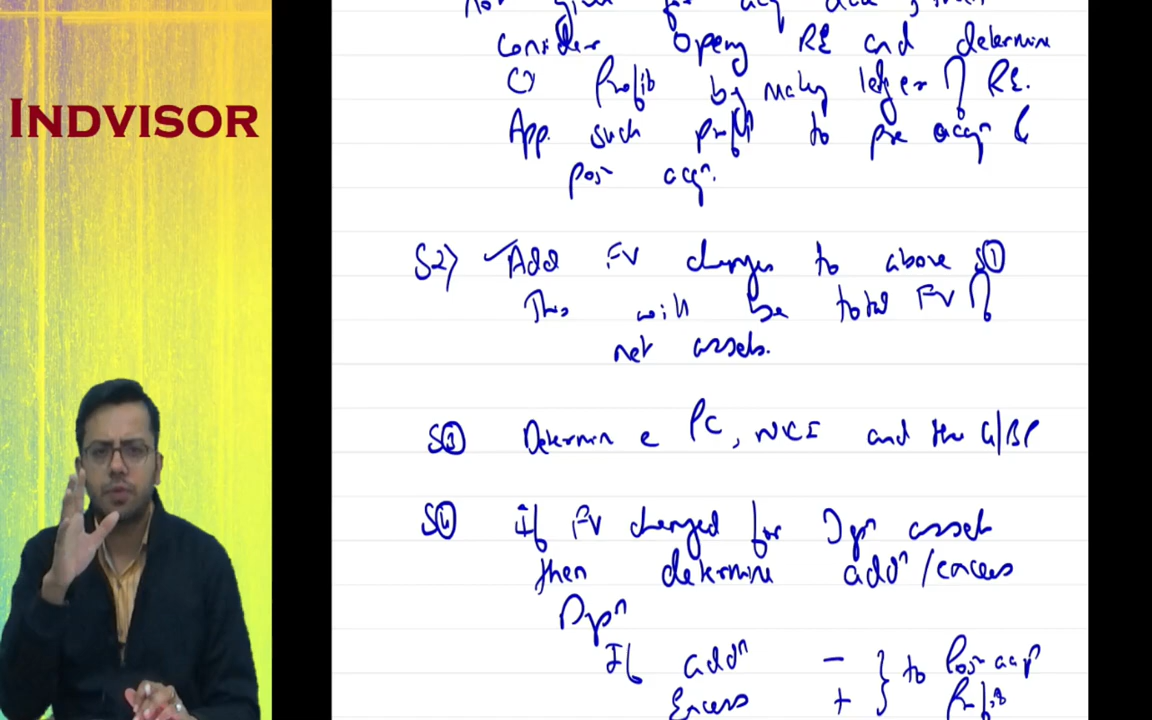 INDVISOR
consider Openg RE and determine
Profit by making ledger of RE.
App. such profit to pre acqⁿ &
post acqⁿ.
S2) ✓Add FV changes to above S①
This will be total FV of
net assets.
S③ Determine PC, NCI and the G/BP
S④ If FV changed for Dpⁿ assets
then determine addⁿ/excess
Dpⁿ
If addⁿ – } to Post acqⁿ
Excess + Profits